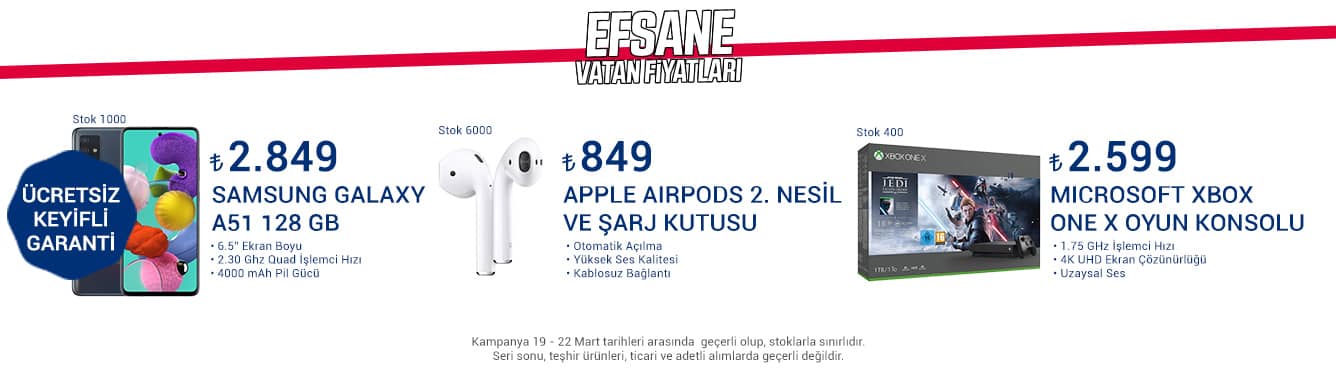 EFSANE
VATAN FİYATLARI
Stok 1000
ÜCRETSİZ
KEYİFLİ
GARANTİ
₺ 2.849
SAMSUNG GALAXY
A51 128 GB
• 6.5" Ekran Boyu
• 2.30 Ghz Quad İşlemci Hızı
• 4000 mAh Pil Gücü
Stok 6000
₺ 849
APPLE AIRPODS 2. NESİL
VE ŞARJ KUTUSU
• Otomatik Açılma
• Yüksek Ses Kalitesi
• Kablosuz Bağlantı
Stok 400
XBOX ONE X
JEDI
1TB/1TO
₺ 2.599
MICROSOFT XBOX
ONE X OYUN KONSOLU
• 1.75 GHz İşlemci Hızı
• 4K UHD Ekran Çözünürlüğü
• Uzaysal Ses
Kampanya 19 - 22 Mart tarihleri arasında geçerli olup, stoklarla sınırlıdır.
Seri sonu, teşhir ürünleri, ticari ve adetli alımlarda geçerli değildir.